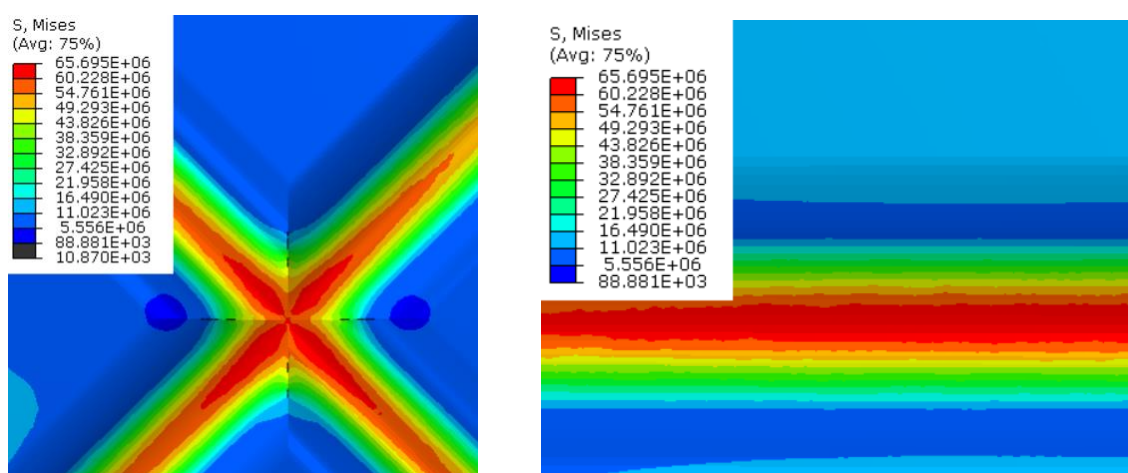 S, Mises
(Avg: 75%)
65.695E+06
60.228E+06
54.761E+06
49.293E+06
43.826E+06
38.359E+06
32.892E+06
27.425E+06
21.958E+06
16.490E+06
11.023E+06
5.556E+06
88.881E+03
10.870E+03
S, Mises
(Avg: 75%)
65.695E+06
60.228E+06
54.761E+06
49.293E+06
43.826E+06
38.359E+06
32.892E+06
27.425E+06
21.958E+06
16.490E+06
11.023E+06
5.556E+06
88.881E+03